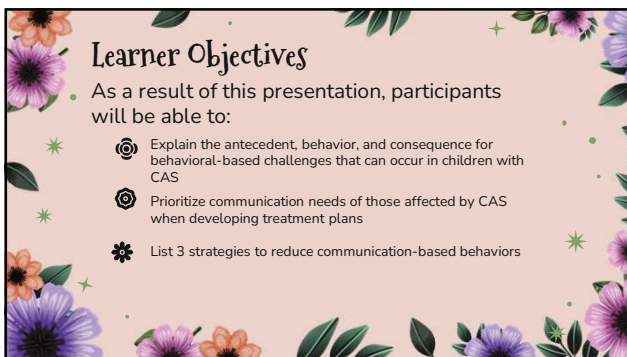 Learner Objectives
As a result of this presentation, participants
will be able to:
Explain the antecedent, behavior, and consequence for
behavioral-based challenges that can occur in children with
CAS
Prioritize communication needs of those affected by CAS
when developing treatment plans
List 3 strategies to reduce communication-based behaviors